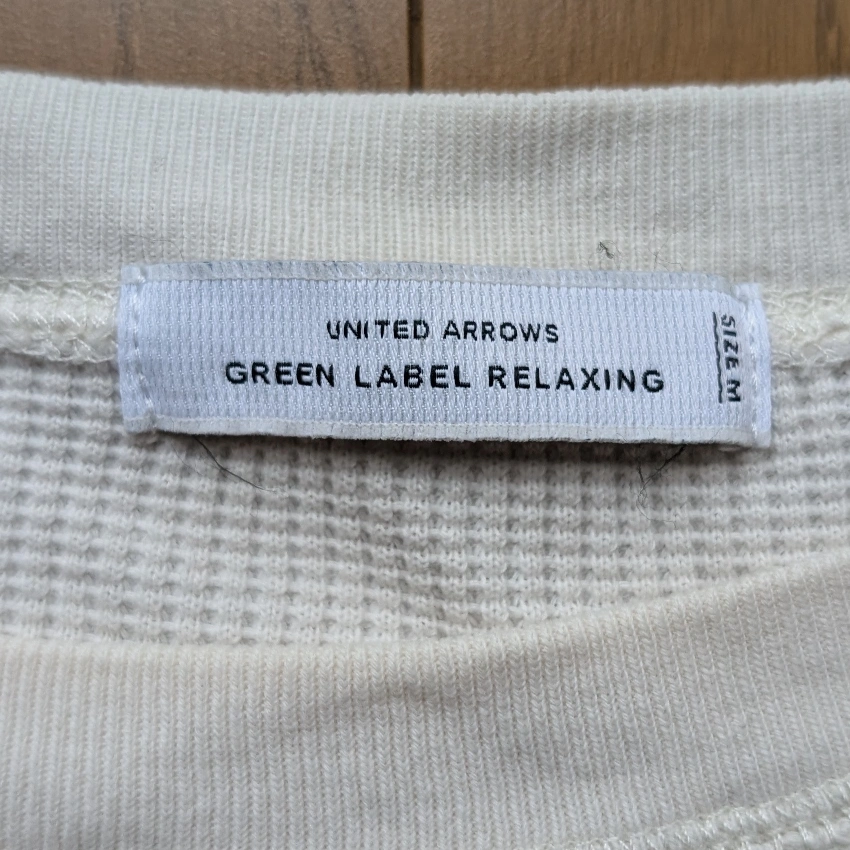 UNITED ARROWS
GREEN LABEL RELAXING
SIZE M